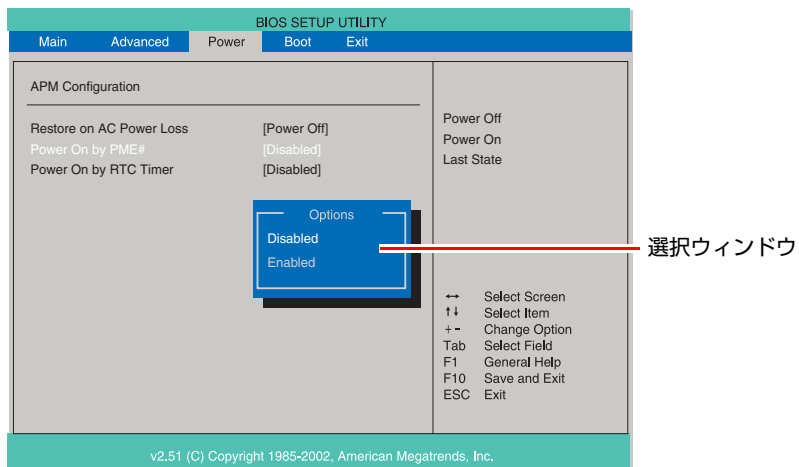 BIOS SETUP UTILITY
Main Advanced Power Boot Exit
APM Configuration
Restore on AC Power Loss [Power Off]
Power On by PME# [Disabled]
Power On by RTC Timer [Disabled]
Options
Disabled
Enabled
Power Off
Power On
Last State
選択ウィンドウ
↔ Select Screen
↑↓ Select Item
+- Change Option
Tab Select Field
F1 General Help
F10 Save and Exit
ESC Exit
v2.51 (C) Copyright 1985-2002, American Megatrends, Inc.